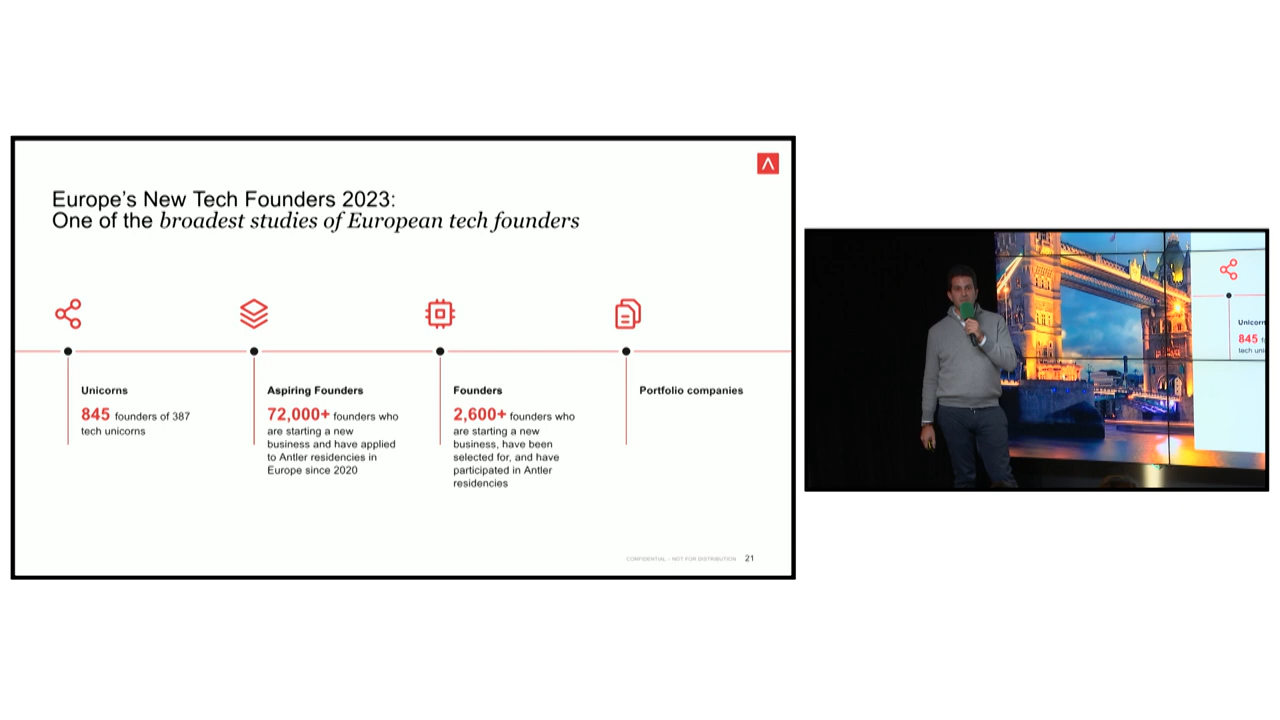 Europe’s New Tech Founders 2023:
One of the broadest studies of European tech founders
Unicorns
845 founders of 387
tech unicorns
Aspiring Founders
72,000+ founders who
are starting a new
business and have applied
to Antler residencies in
Europe since 2020
Founders
2,600+ founders who
are starting a new
business, have been
selected for, and have
participated in Antler
residencies
Portfolio companies
CONFIDENTIAL - NOT FOR DISTRIBUTION 21
Unicorn
845
tech uni